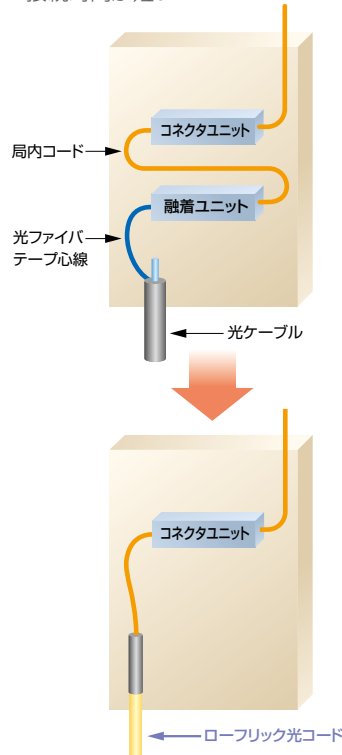 コネクタユニット
局内コード
融着ユニット
光ファイバ
テープ心線
光ケーブル
コネクタユニット
ローフリック光コード